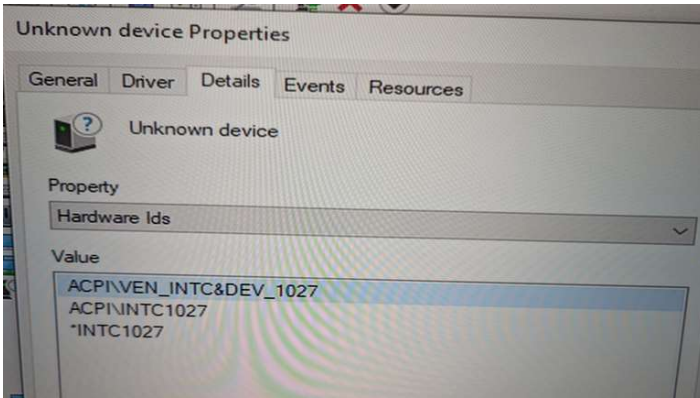 Unknown device Properties
General Driver Details Events Resources
Unknown device
Property
Hardware Ids
Value
ACPI\VEN_INTC&DEV_1027
ACPI\INTC1027
*INTC1027